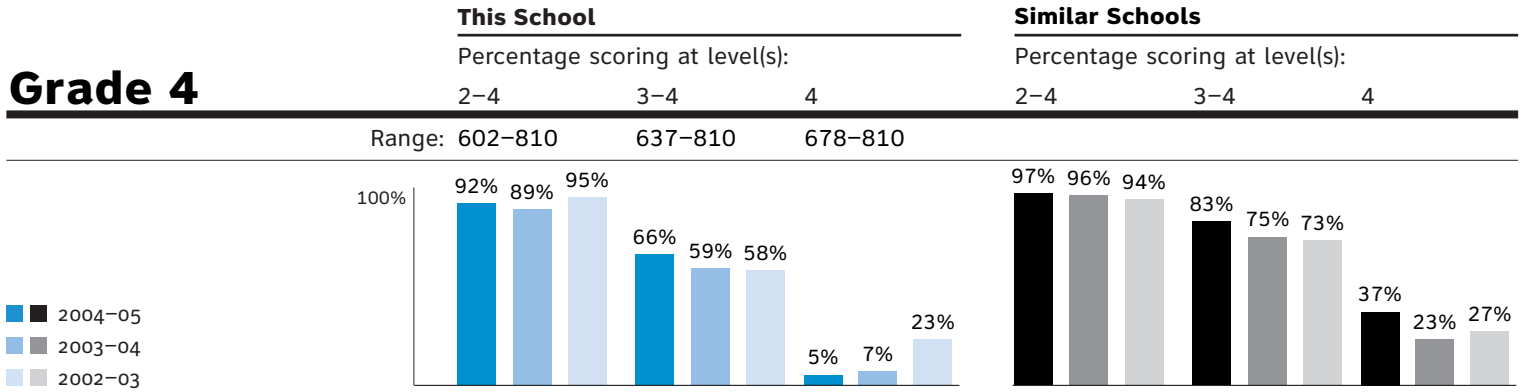 This School Similar Schools
Percentage scoring at level(s): Percentage scoring at level(s):
Grade 4 2–4 3–4 4 2–4 3–4 4
Range: 602–810 637–810 678–810
100%
92% 89% 95% 66% 59% 58% 5% 7% 23% 97% 96% 94% 83% 75% 73% 37% 23% 27%
2004–05
2003–04
2002–03